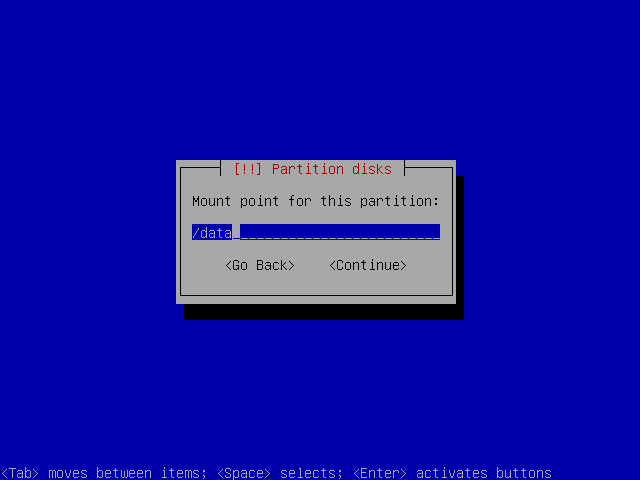 [!!] Partition disks
Mount point for this partition:
/data
<Go Back> <Continue>
<Tab> moves between items; <Space> selects; <Enter> activates buttons